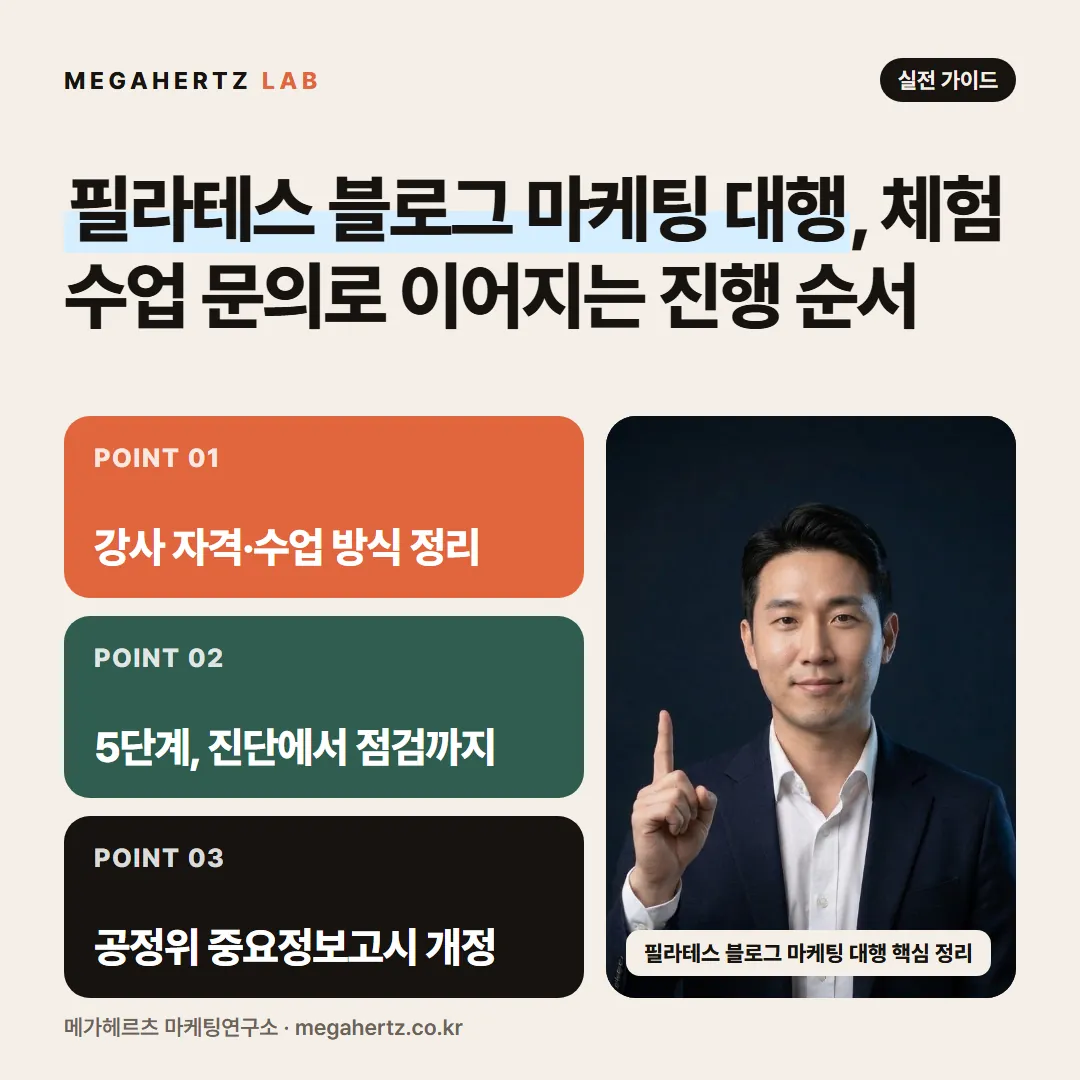 MEGAHERTZ LAB
실전 가이드
필라테스 블로그 마케팅 대행, 체험
수업 문의로 이어지는 진행 순서
POINT 01
강사 자격·수업 방식 정리
POINT 02
5단계, 진단에서 점검까지
POINT 03
공정위 중요정보고시 개정
필라테스 블로그 마케팅 대행 핵심 정리
메가헤르츠 마케팅연구소 · megahertz.co.kr